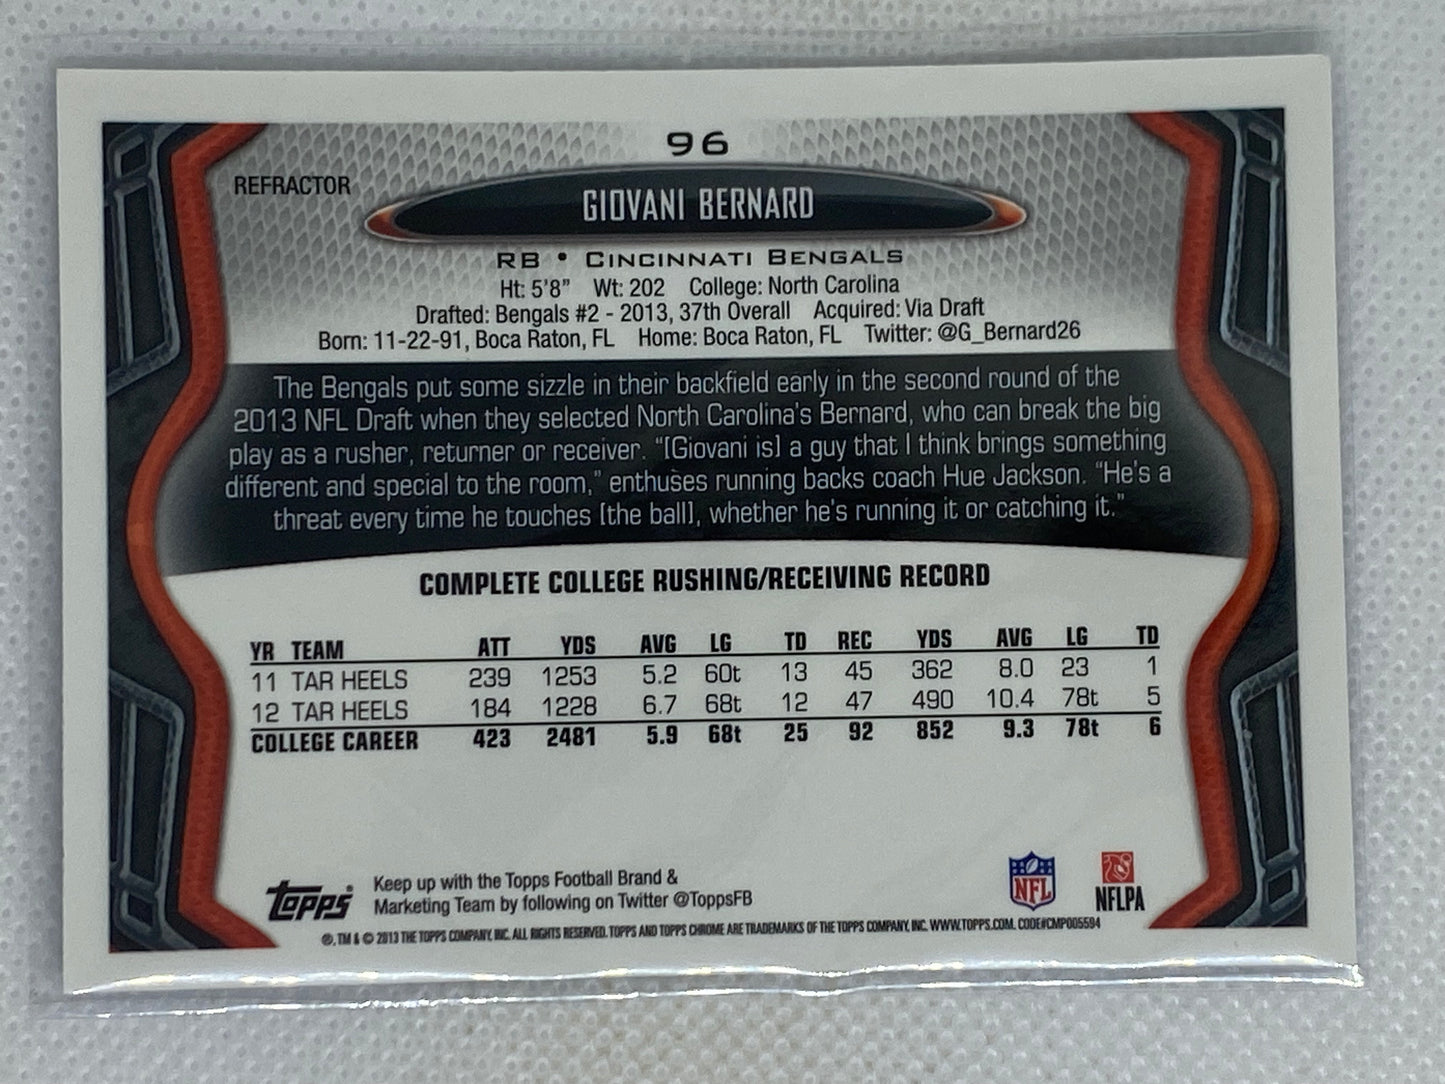 96
REFRACTOR
GIOVANI BERNARD
RB • CINCINNATI BENGALS
Ht: 5'8" Wt: 202 College: North Carolina
Drafted: Bengals #2 - 2013, 37th Overall Acquired: Via Draft
Born: 11-22-91, Boca Raton, FL Home: Boca Raton, FL Twitter: @G_Bernard26
The Bengals put some sizzle in their backfield early in the second round of the
2013 NFL Draft when they selected North Carolina's Bernard, who can break the big
play as a rusher, returner or receiver. "[Giovani is] a guy that I think brings something
different and special to the room," enthuses running backs coach Hue Jackson. "He's a
threat every time he touches [the ball], whether he's running it or catching it."
COMPLETE COLLEGE RUSHING/RECEIVING RECORD
YR TEAM ATT YDS AVG LG TD REC YDS AVG LG TD
11 TAR HEELS 239 1253 5.2 60t 13 45 362 8.0 23 1
12 TAR HEELS 184 1228 6.7 68t 12 47 490 10.4 78t 5
COLLEGE CAREER 423 2481 5.9 68t 25 92 852 9.3 78t 6
Topps® Keep up with the Topps Football Brand &
Marketing Team by following on Twitter @ToppsFB
NFL
NFLPA
®, TM & © 2013 THE TOPPS COMPANY, INC. ALL RIGHTS RESERVED. TOPPS AND TOPPS CHROME ARE TRADEMARKS OF THE TOPPS COMPANY, INC. WWW.TOPPS.COM. CODE#CMP005594